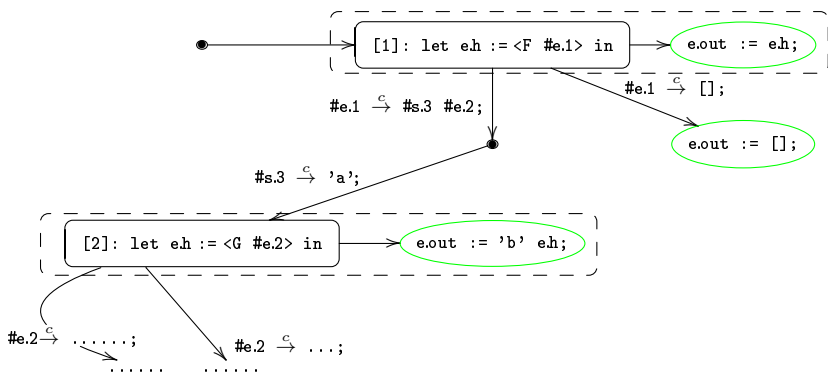 [1]: let e.h := <F #e.1> in
e.out := e.h;
#e.1 c→ [];
#e.1 c→ #s.3 #e.2;
e.out := [];
#s.3 c→ 'a';
[2]: let e.h := <G #e.2> in
e.out := 'b' e.h;
#e.2 c→ ......;
#e.2 c→ ...;
......
......